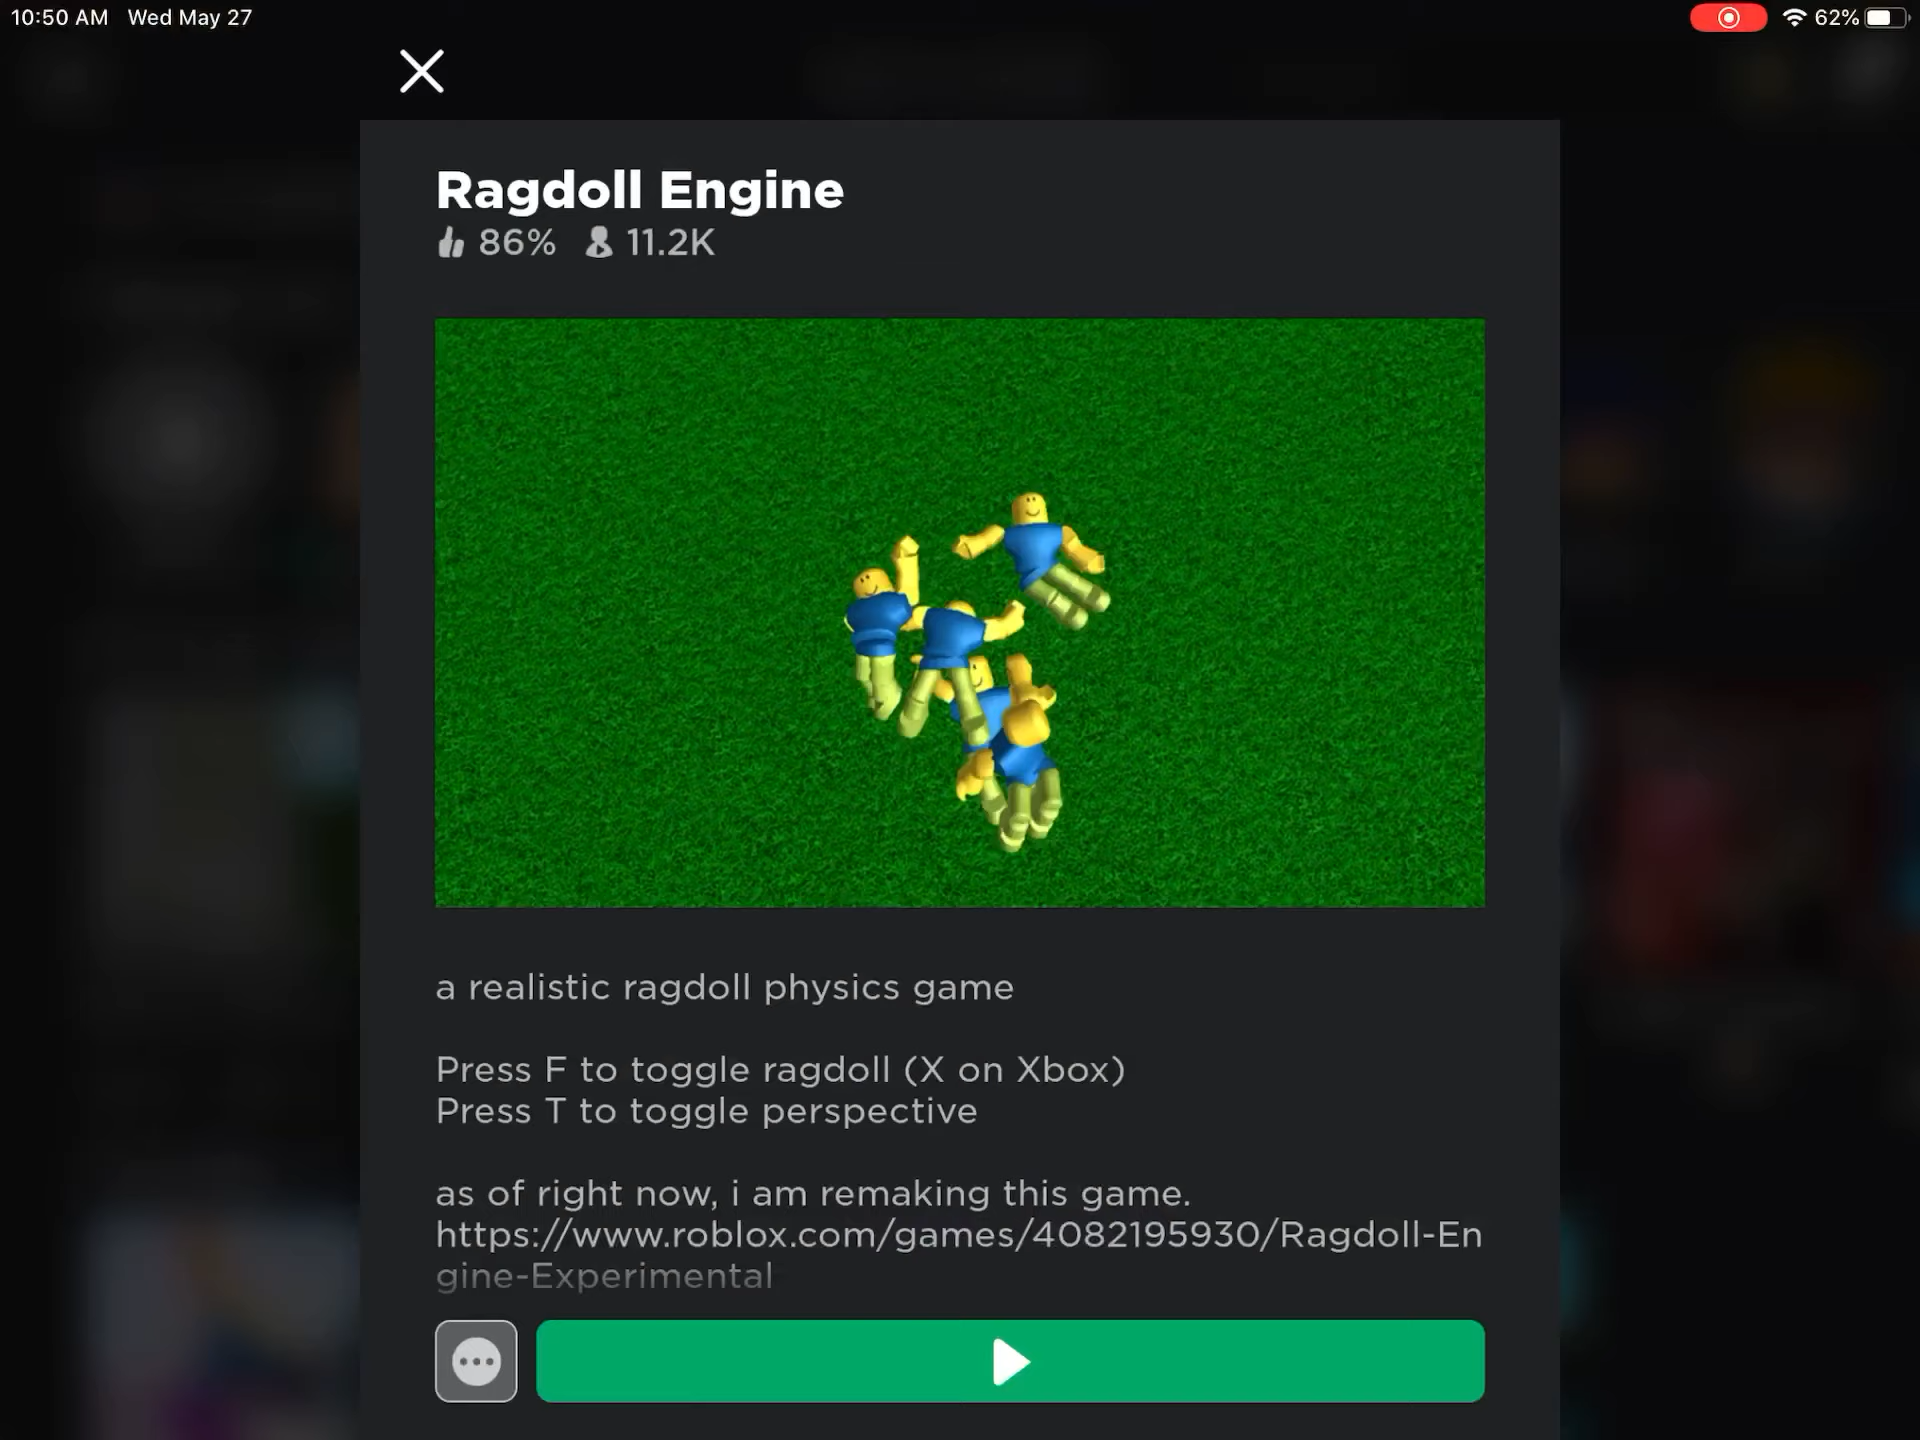 10:50 AM Wed May 27
62%
Ragdoll Engine
86% 11.2K
a realistic ragdoll physics game
Press F to toggle ragdoll (X on Xbox)
Press T to toggle perspective
as of right now, i am remaking this game.
https://www.roblox.com/games/4082195930/Ragdoll-En
gine-Experimental